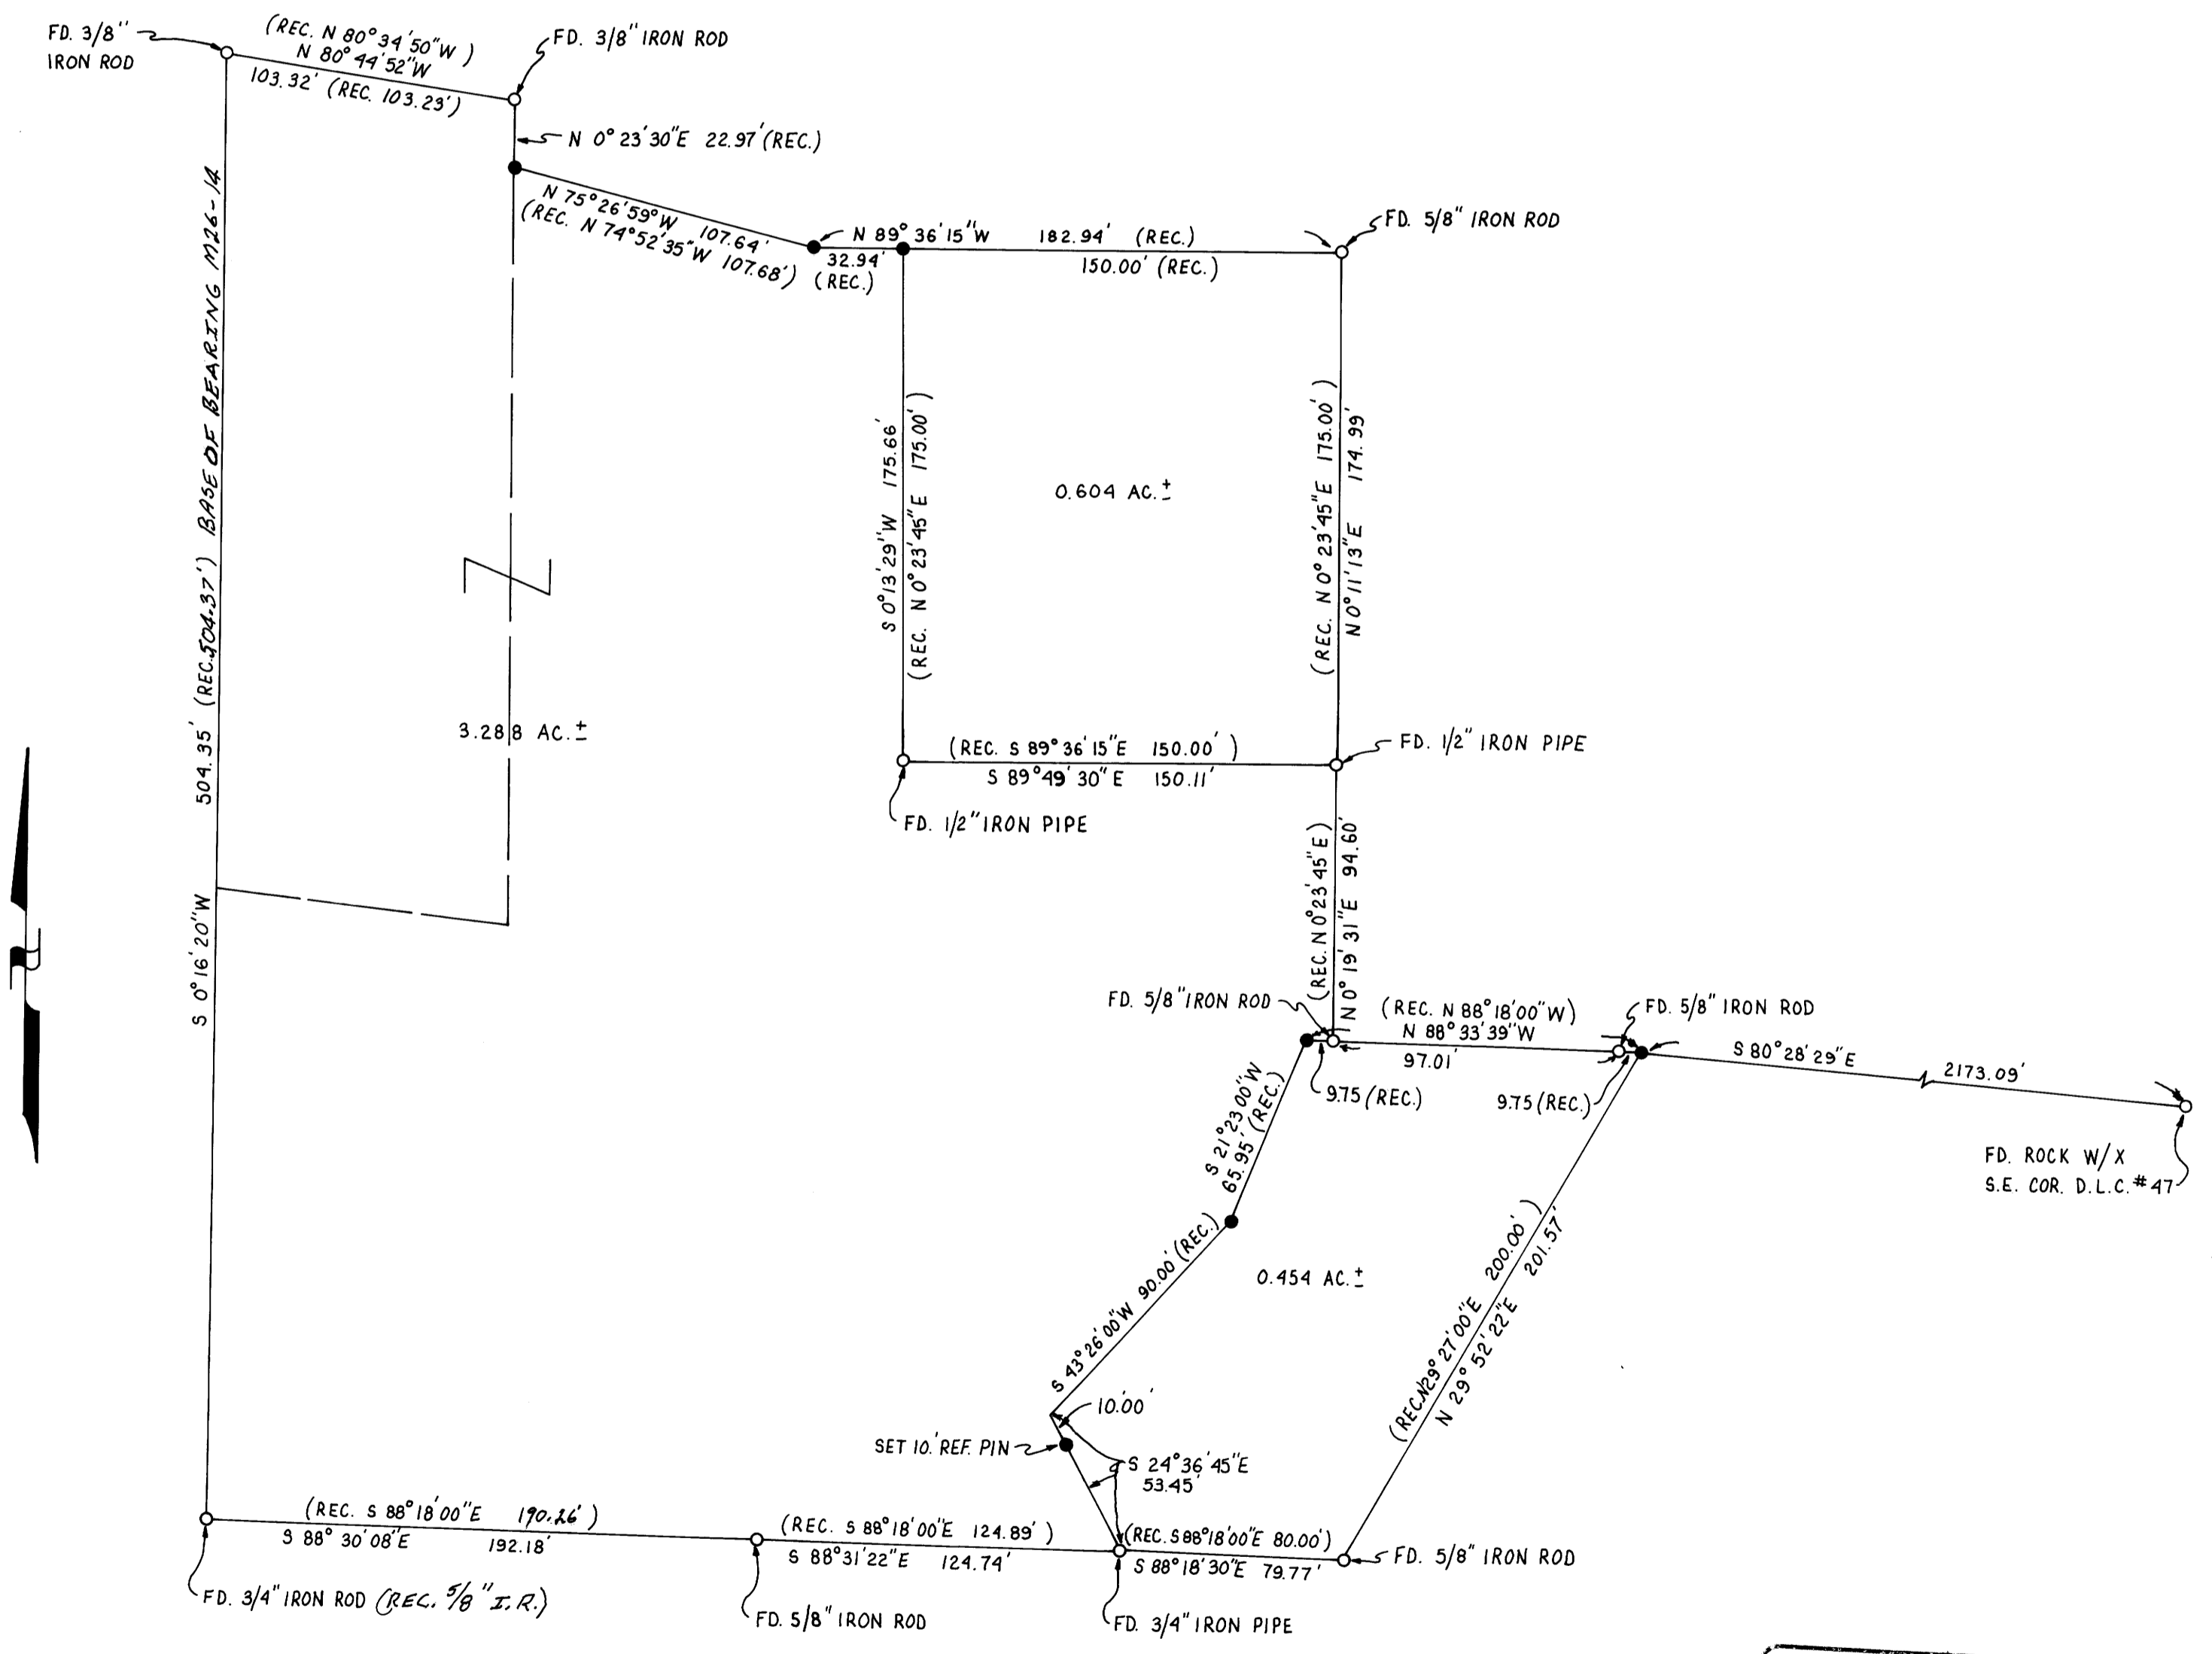 FD. 3/8"
IRON ROD
(REC. N 80°34'50"W )
N 80°44'52"W
103.32' (REC. 103.23')
FD. 3/8" IRON ROD
N 0°23'30"E 22.97'(REC.)
N 75°26'59°W 107.64'
(REC. N 74°52'35"W 107.68')
N 89°36'15"W 182.94' (REC.)
32.94'
(REC.)
150.00' (REC.)
FD. 5/8" IRON ROD
S 0°16'20"W 504.35' (REC.504.37') BASE OF BEARING M26-14
S 0°13'29"W 175.66'
(REC. N 0°23'45"E 175.00')
0.604 AC.±
(REC. N 0°23'45"E 175.00')
N 0°11'13"E 174.99'
3.288 AC.±
(REC. S 89°36'15"E 150.00' )
S 89°49'30"E 150.11'
FD. 1/2" IRON PIPE
FD. 1/2" IRON PIPE
(REC. N 0°23'45"E)
N 0°19'31"E 94.60'
FD. 5/8" IRON ROD
(REC. N 88°18'00"W)
N 88°33'39"W
97.01'
FD. 5/8" IRON ROD
S 80°28'29"E
2173.09'
9.75 (REC.)
9.75 (REC.)
FD. ROCK W/X
S.E. COR. D.L.C.#47
S 21°23'00"W
65.95' (REC.)
S 43°26'00"W 90.00' (REC.)
0.454 AC.±
(REC.N29°27'00"E 200.00' )
N 29°52'22"E 201.57'
10.00'
SET 10.' REF. PIN
S 24°36'45"E
53.45'
(REC. S 88°18'00"E 190.26' )
S 88°30'08"E 192.18'
(REC. S 88°18'00"E 124.89' )
S 88°31'22"E 124.74'
(REC. S 88°18'00"E 80.00')
S 88°18'30"E 79.77'
FD. 5/8" IRON ROD
FD. 3/4" IRON ROD (REC. 5/8" I.R.)
FD. 5/8" IRON ROD
FD. 3/4" IRON PIPE